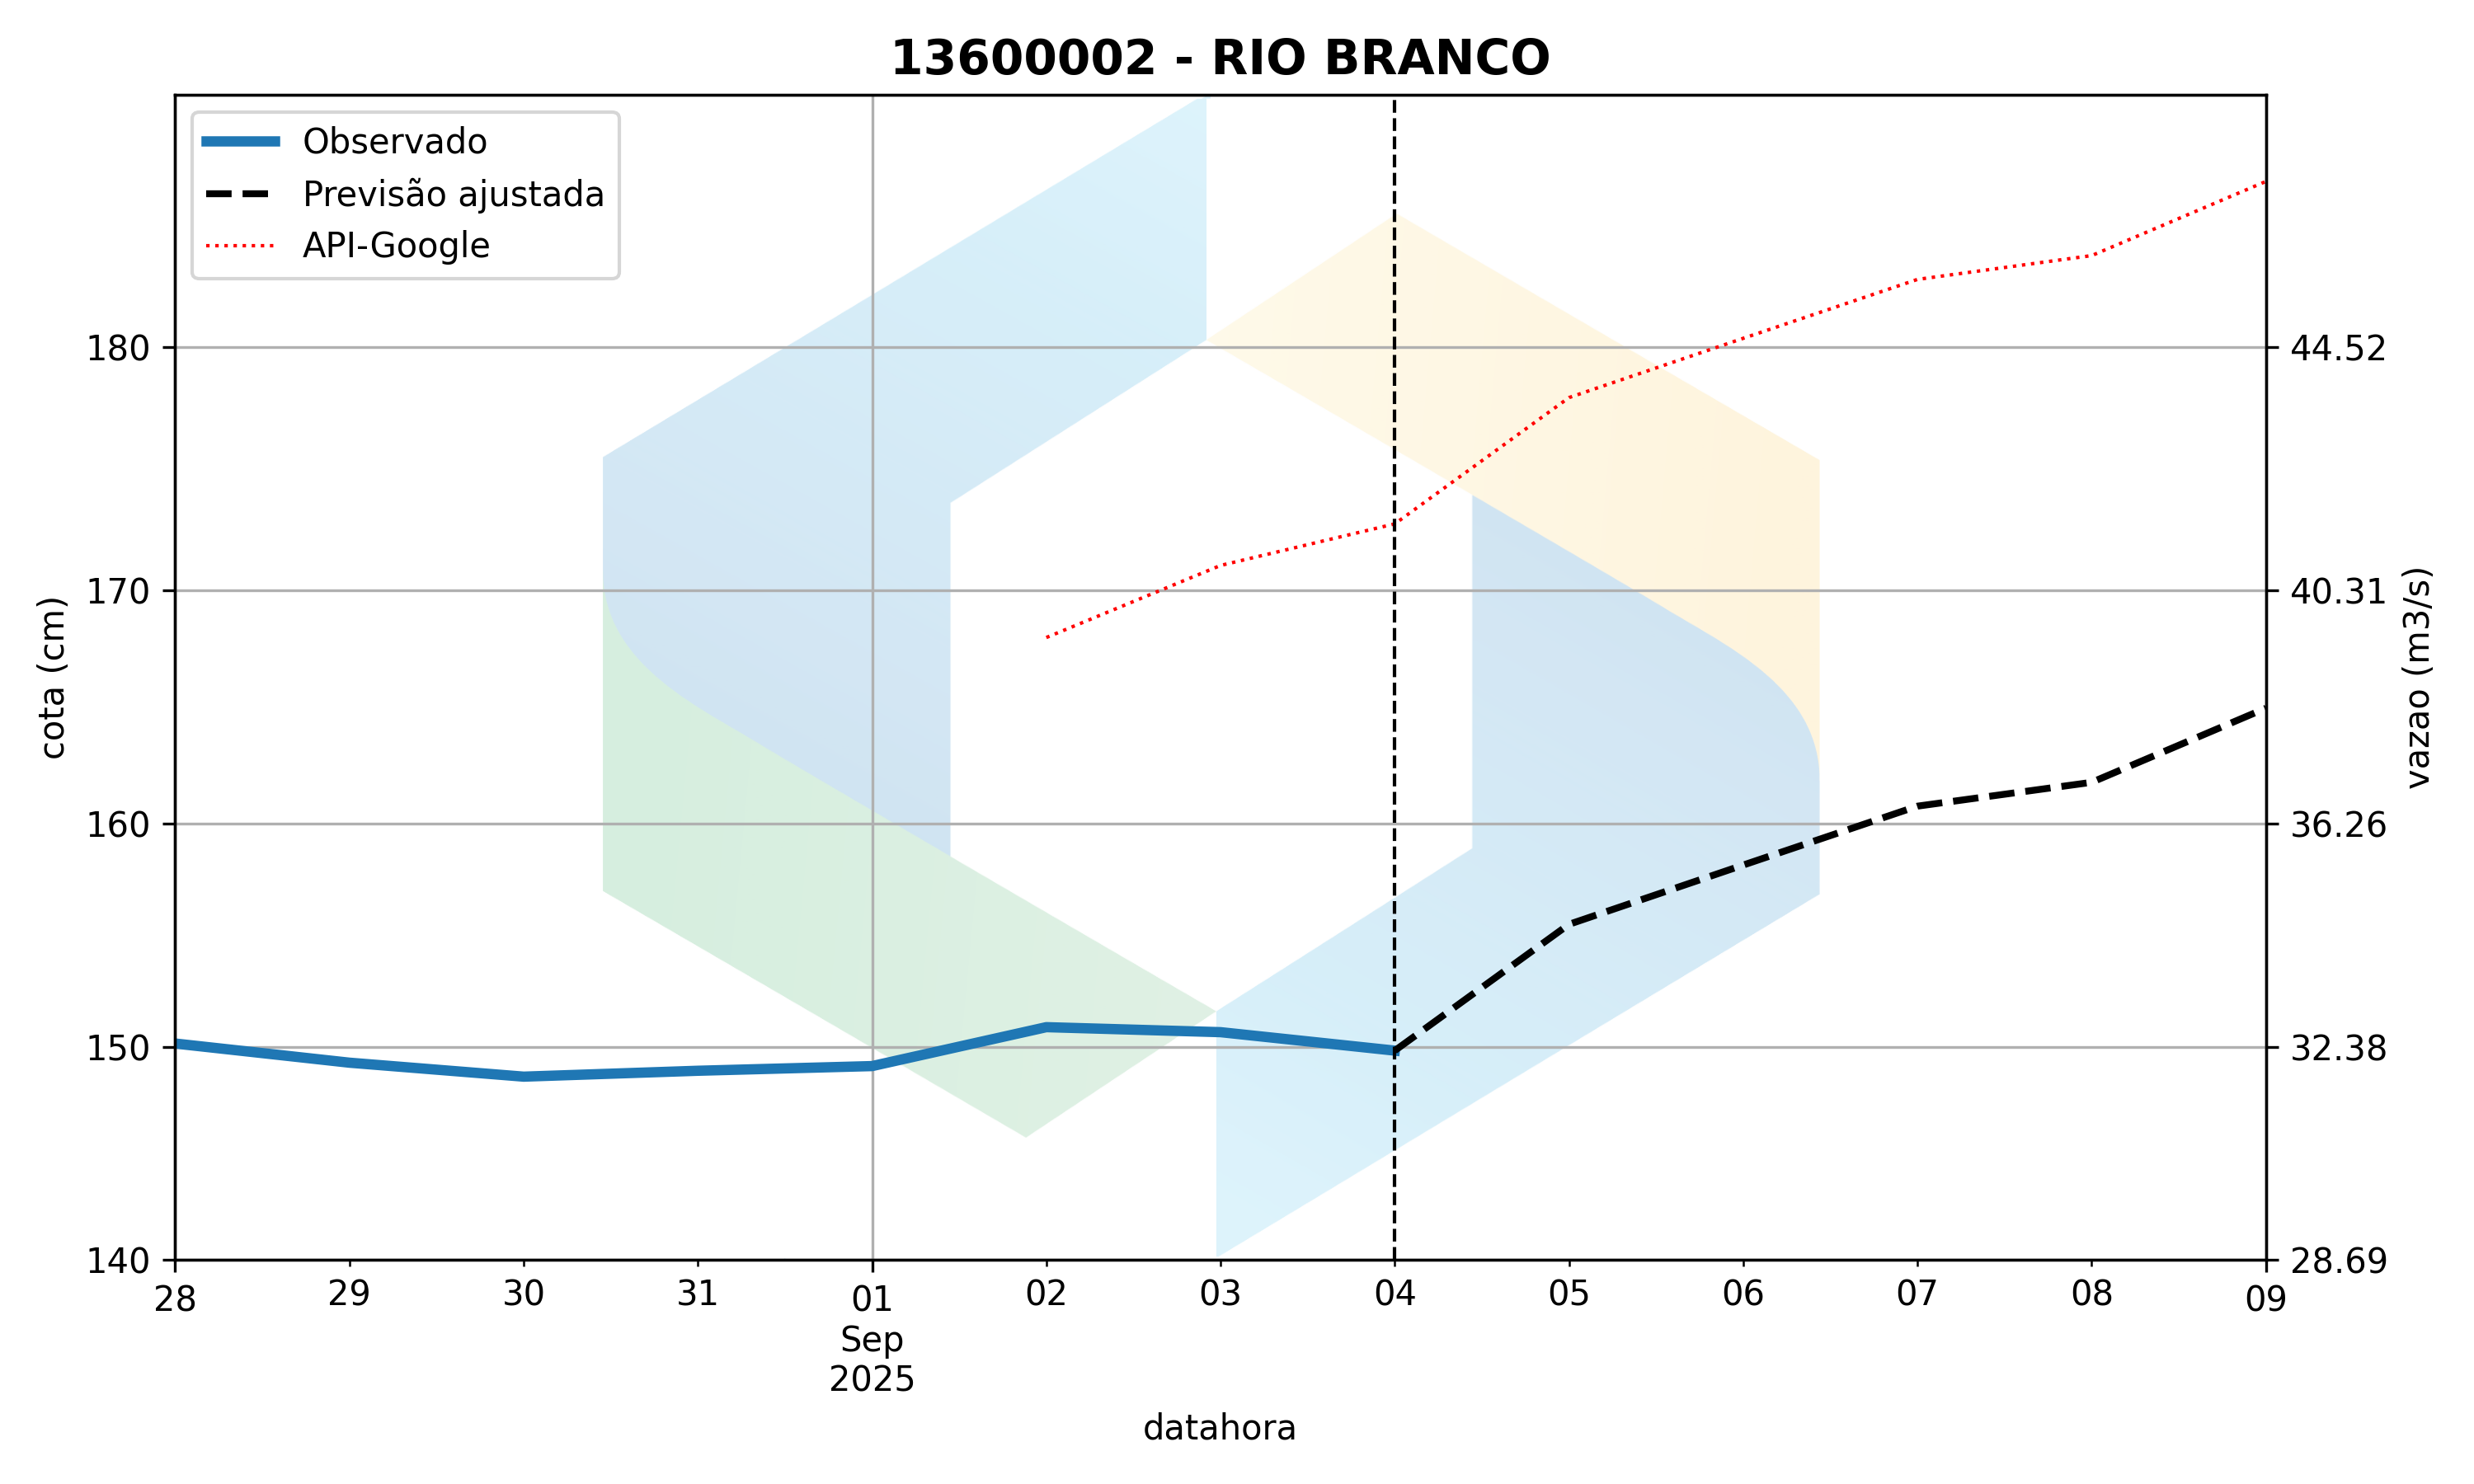 13600002 - RIO BRANCO
Observado
Previsão ajustada
API-Google
180
170
160
150
140
cota (cm)
44.52
40.31
36.26
32.38
28.69
vazao (m3/s)
28 29 30 31 01 02 03 04 05 06 07 08 09
Sep
2025
datahora